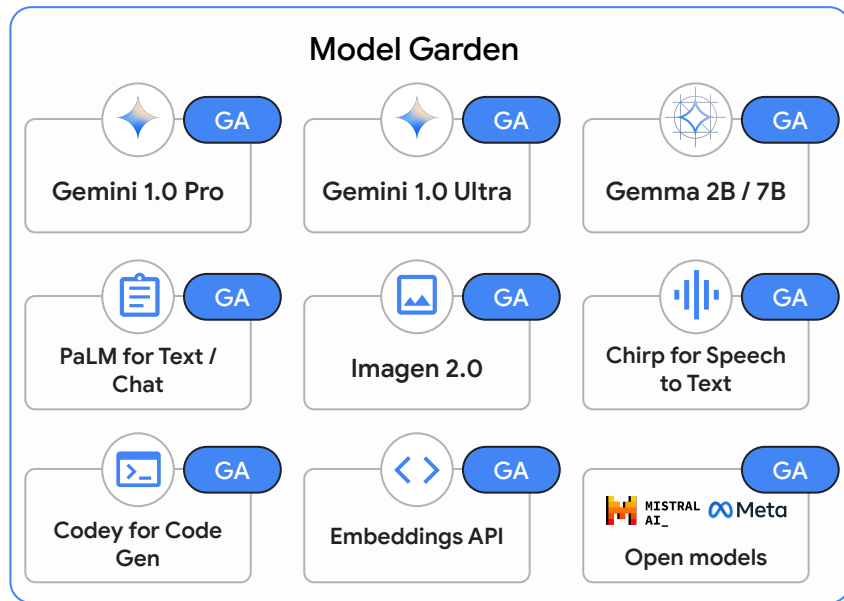 Model Garden
GA
GA
GA
Gemini 1.0 Pro
Gemini 1.0 Ultra
Gemma 2B / 7B
GA
GA
GA
PaLM for Text /
Chat
Imagen 2.0
Chirp for Speech
to Text
GA
GA
GA
Codey for Code
Gen
Embeddings API
MISTRAL
AI_
Meta
Open models